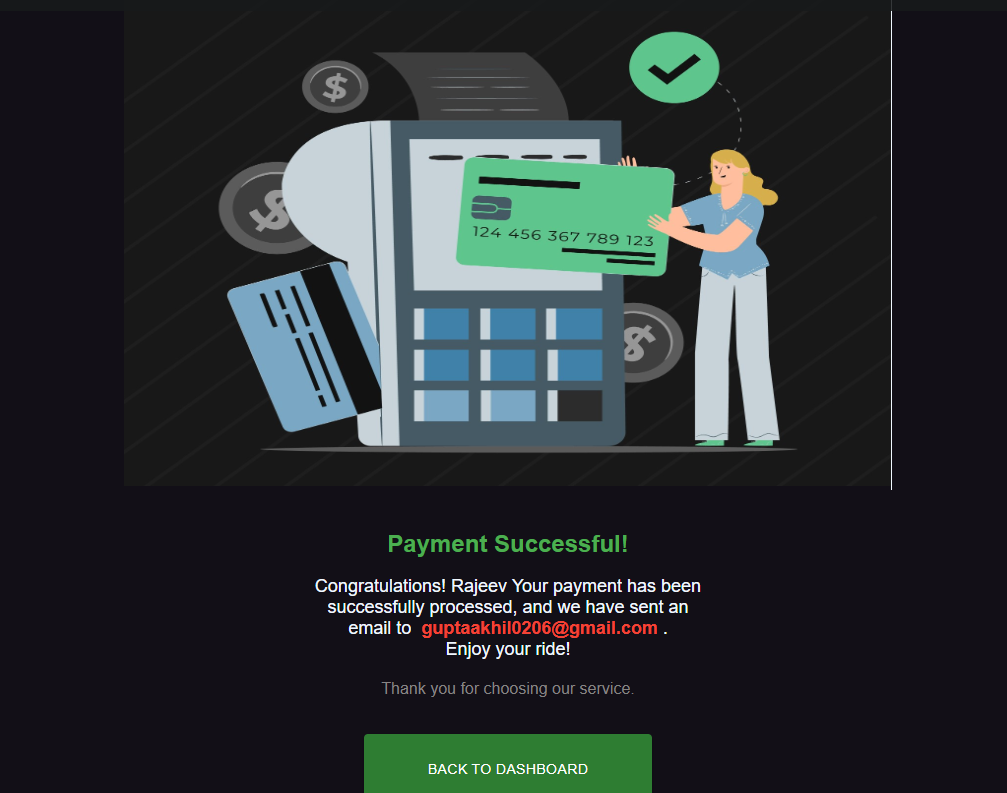 124 456 367 789 123
Payment Successful!
Congratulations! Rajeev Your payment has been
successfully processed, and we have sent an
email to guptaakhil0206@gmail.com .
Enjoy your ride!
Thank you for choosing our service.
BACK TO DASHBOARD